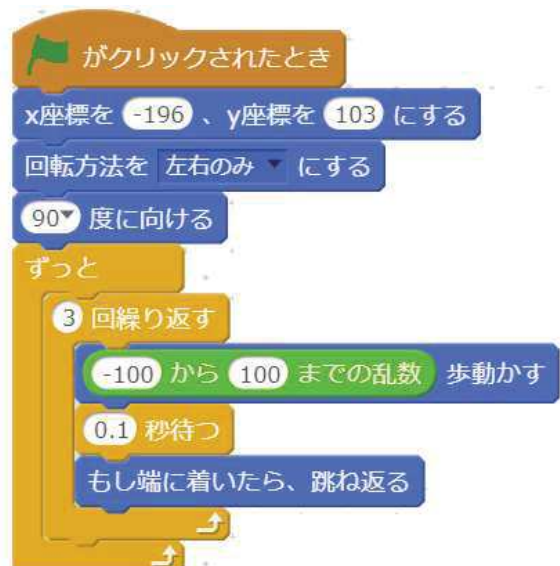 がクリックされたとき
x座標を -196 、y座標を 103 にする
回転方法を 左右のみ にする
90 度に向ける
ずっと
3 回繰り返す
-100 から 100 までの乱数 歩動かす
0.1 秒待つ
もし端に着いたら、跳ね返る